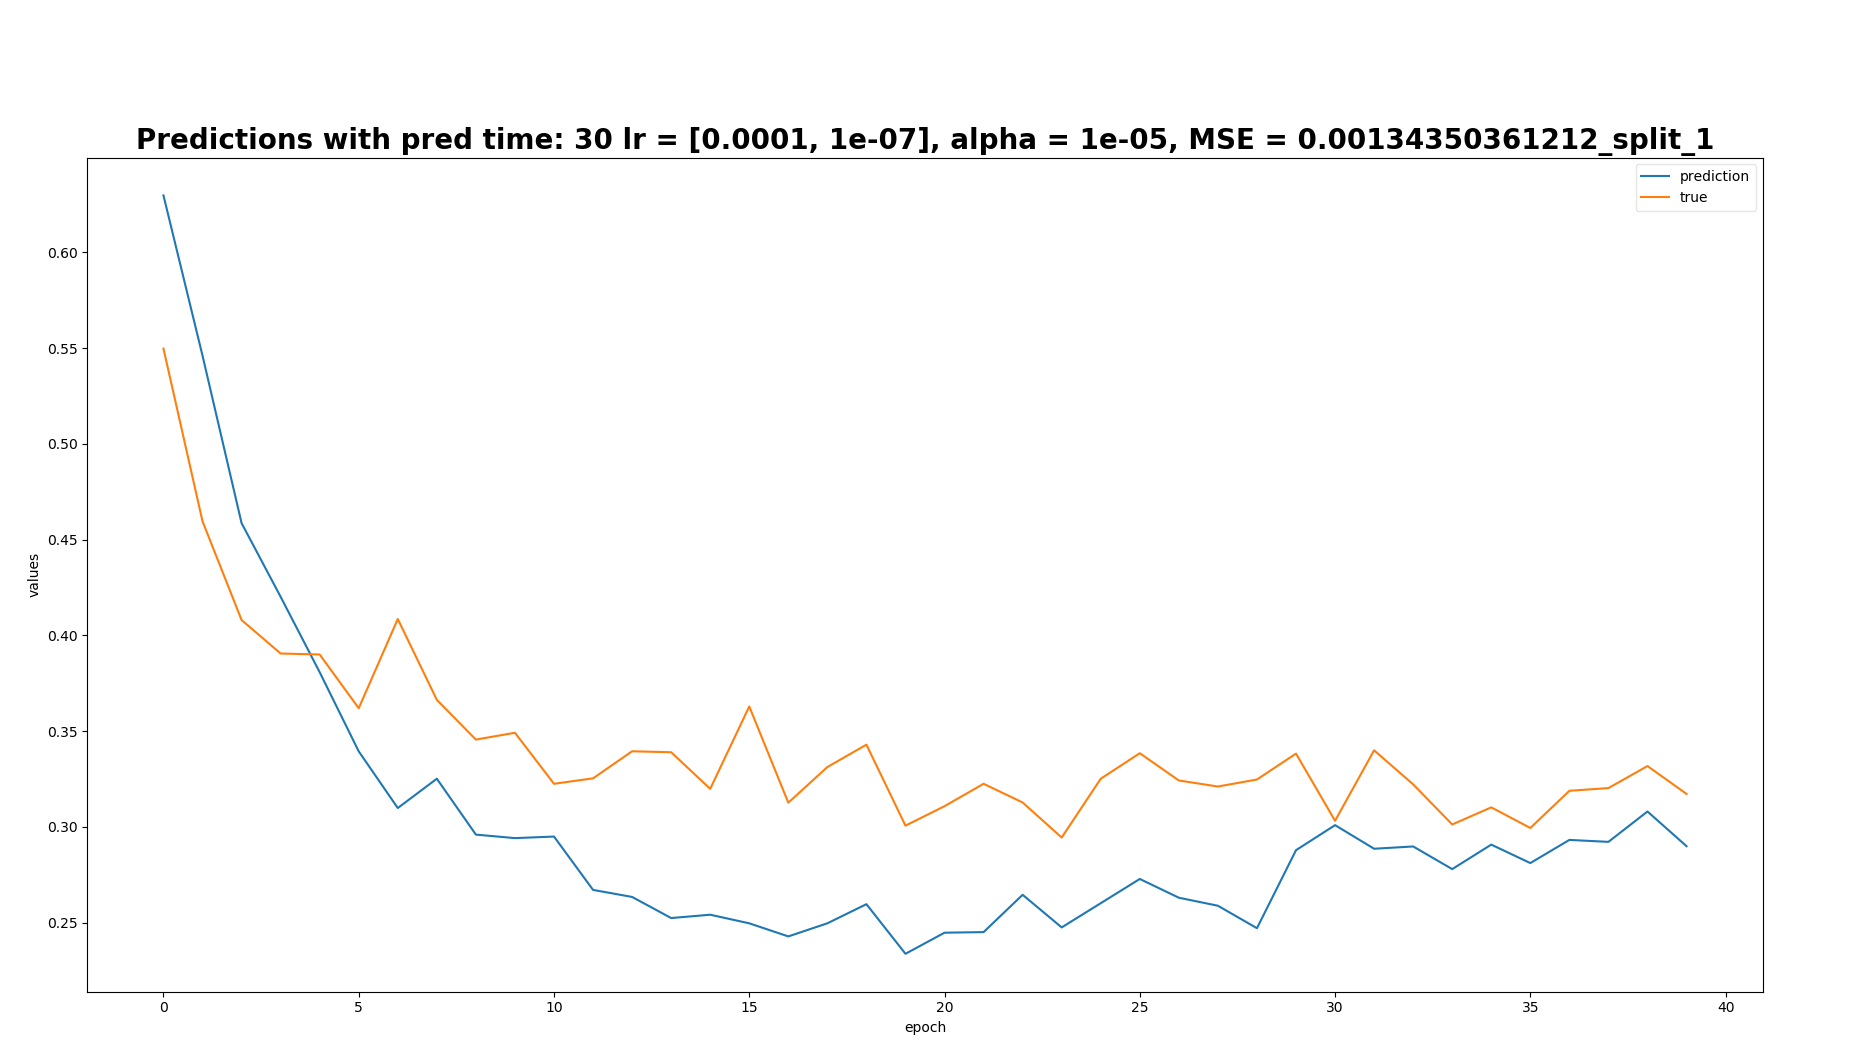 Predictions with pred time: 30 lr = [0.0001, 1e-07], alpha = 1e-05, MSE = 0.00134350361212_split_1
prediction
true
0.60
0.55
0.50
0.45
0.40
0.35
0.30
0.25
values
0 5 10 15 20 25 30 35 40
epoch